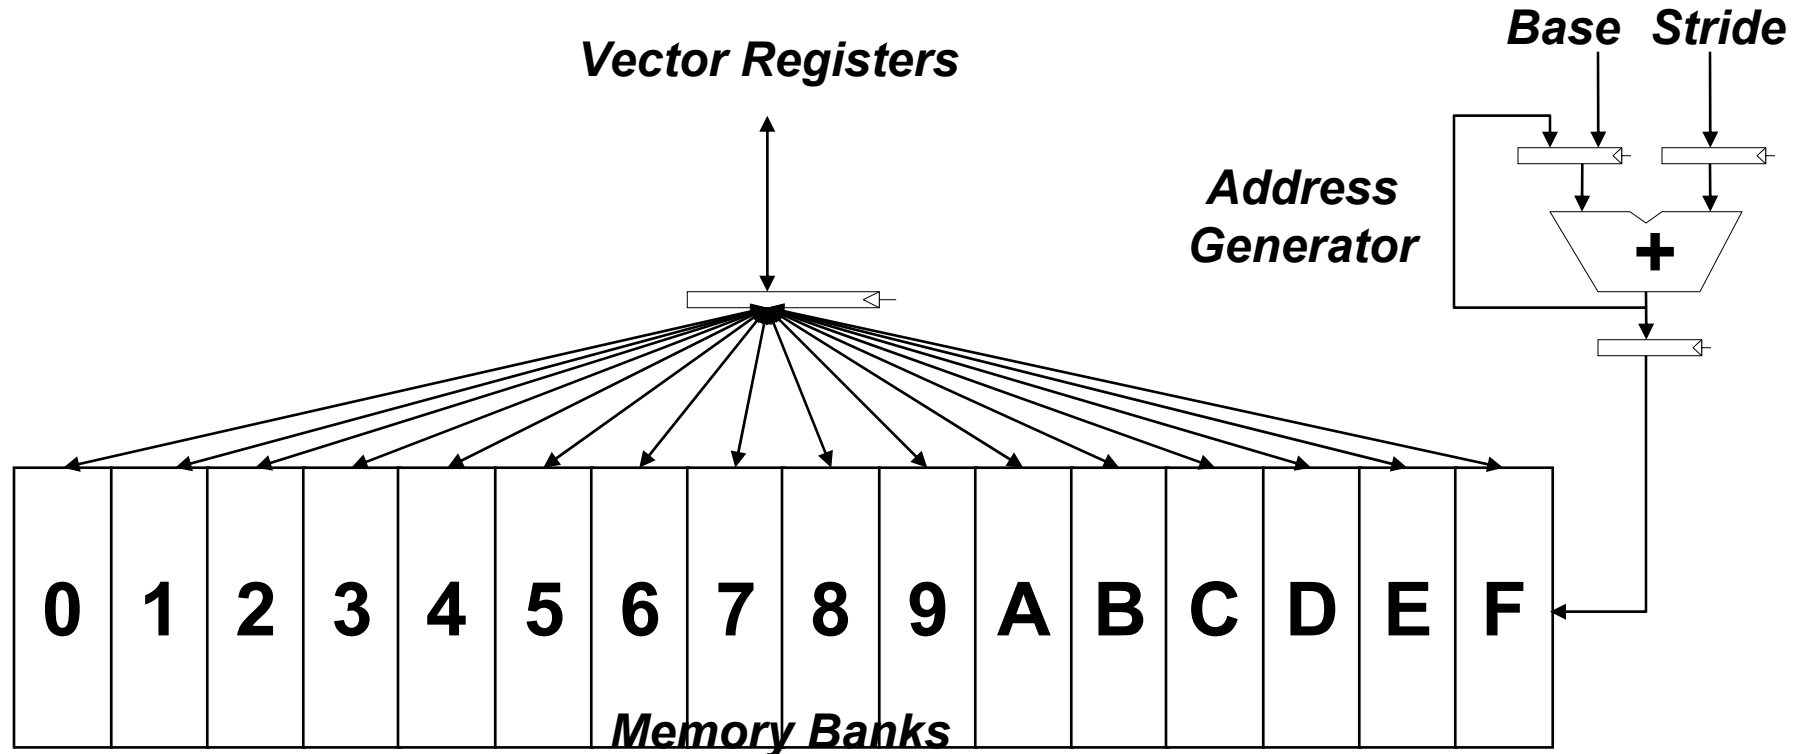 Base Stride
Vector Registers
Address
Generator
+
0 1 2 3 4 5 6 7 8 9 A B C D E F
Memory Banks